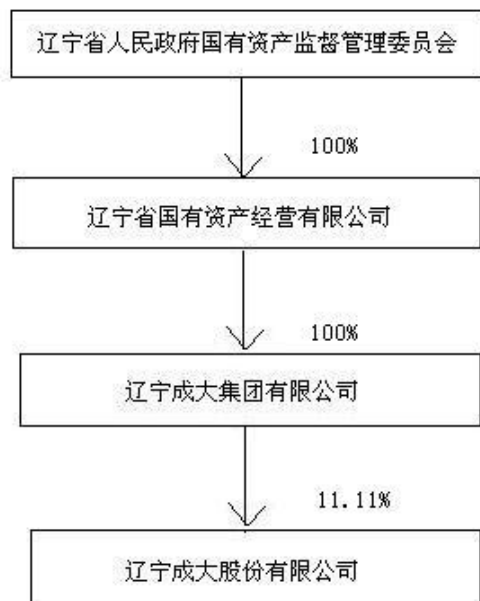 辽宁省人民政府国有资产监督管理委员会
100%
辽宁省国有资产经营有限公司
100%
辽宁成大集团有限公司
11.11%
辽宁成大股份有限公司